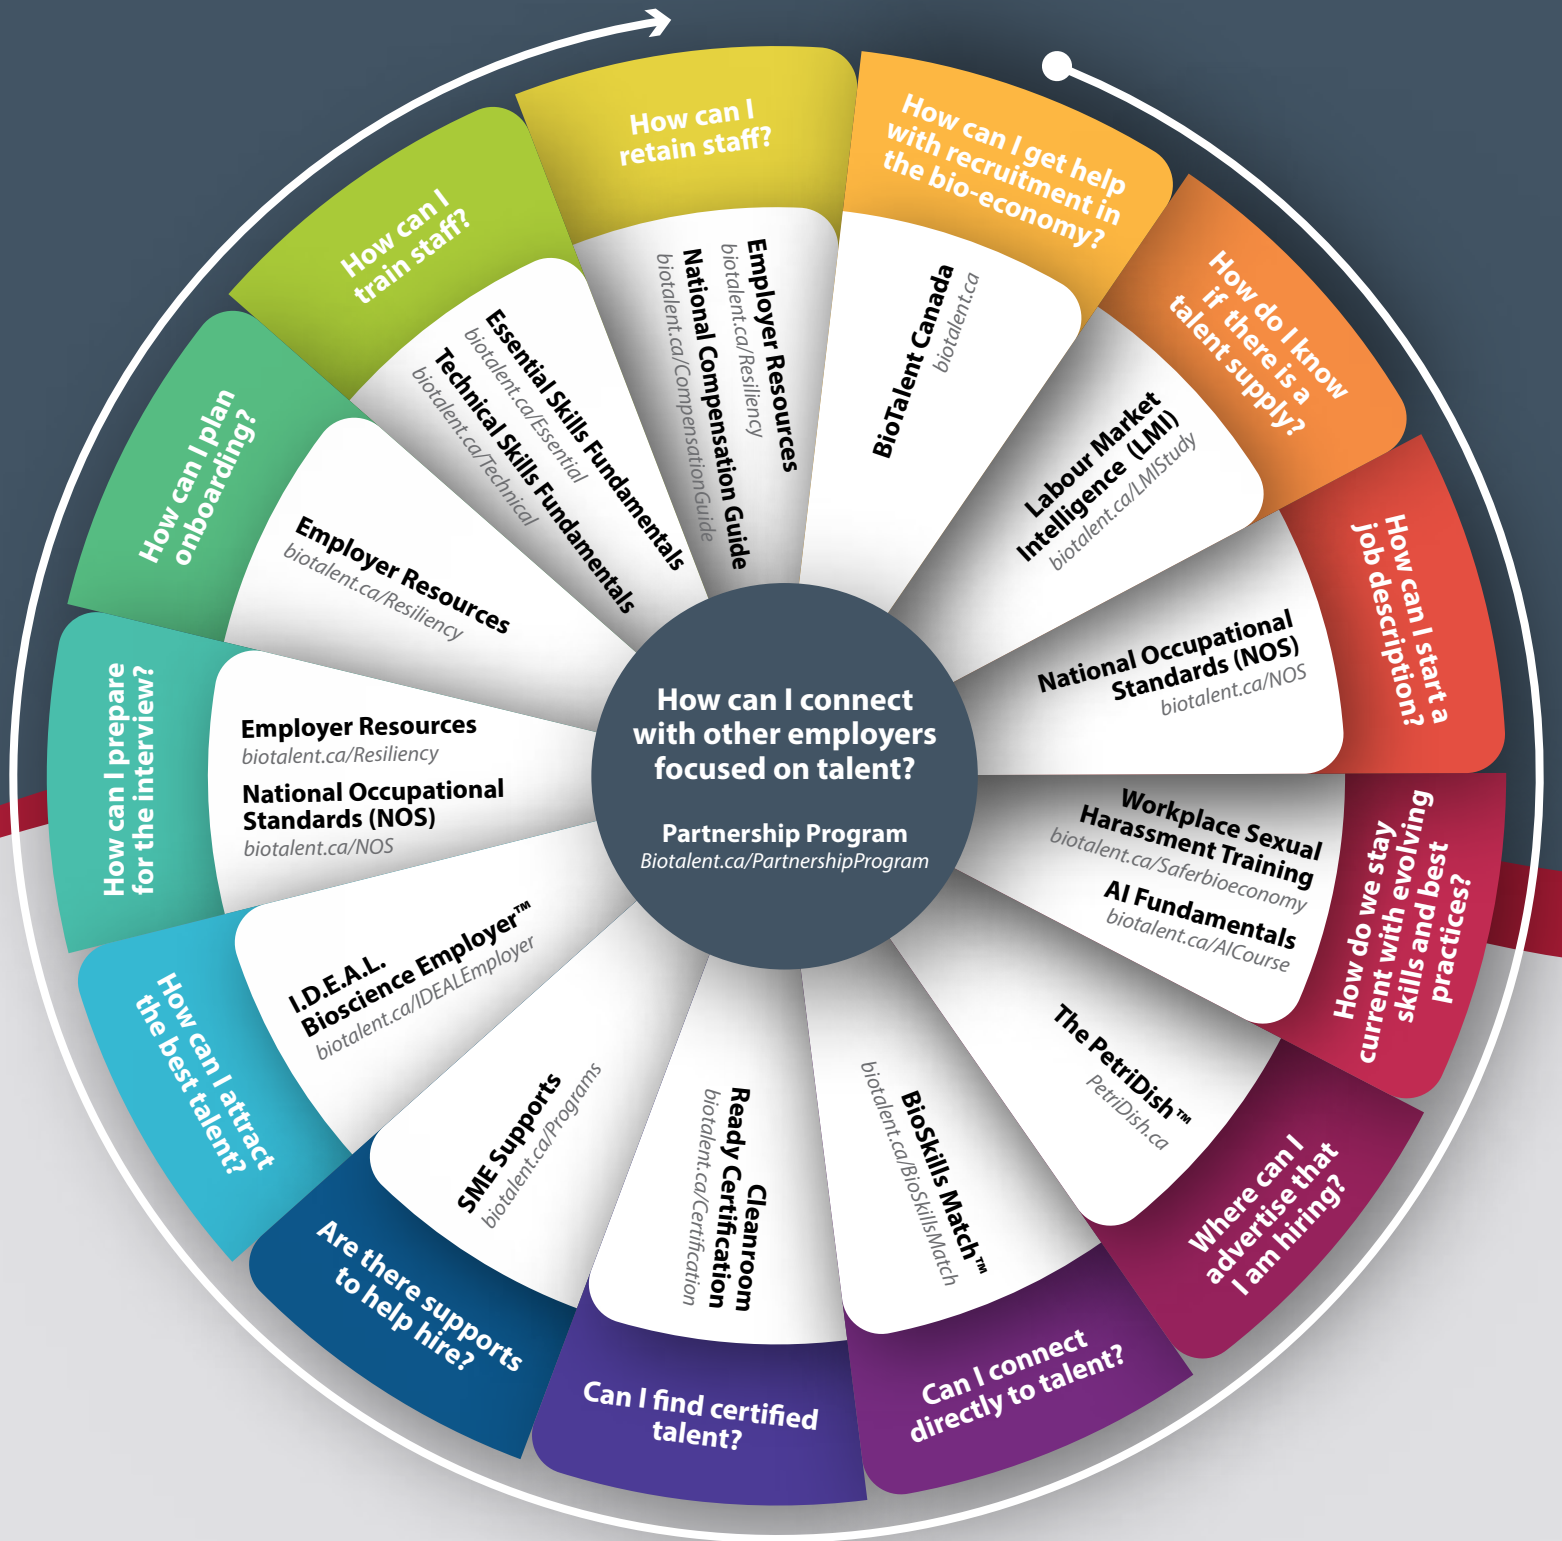 How can I get help
with recruitment in
the bio-economy?
BioTalent Canada
biotalent.ca
How do I know
if there is a
talent supply?
Labour Market
Intelligence (LMI)
biotalent.ca/LMIStudy
How can I start a
job description?
National Occupational
Standards (NOS)
biotalent.ca/NOS
How do we stay
current with evolving
skills and best
practices?
Workplace Sexual
Harassment Training
biotalent.ca/Saferbioeconomy
AI Fundamentals
biotalent.ca/AICourse
Where can I
advertise that
I am hiring?
The PetriDish™
PetriDish.ca
Can I connect
directly to talent?
BioSkills Match™
biotalent.ca/BioSkillsMatch
Can I find certified
talent?
Cleanroom
Ready Certification
biotalent.ca/Certification
Are there supports
to help hire?
SME Supports
biotalent.ca/Programs
How can I attract
the best talent?
I.D.E.A.L.
Bioscience Employer™
biotalent.ca/IDEALEmployer
How can I prepare
for the interview?
Employer Resources
biotalent.ca/Resiliency
National Occupational
Standards (NOS)
biotalent.ca/NOS
How can I plan
onboarding?
Employer Resources
biotalent.ca/Resiliency
How can I
train staff?
Essential Skills Fundamentals
biotalent.ca/Essential
Technical Skills Fundamentals
biotalent.ca/Technical
How can I
retain staff?
Employer Resources
biotalent.ca/Resiliency
National Compensation Guide
biotalent.ca/CompensationGuide
How can I connect
with other employers
focused on talent?
Partnership Program
Biotalent.ca/PartnershipProgram